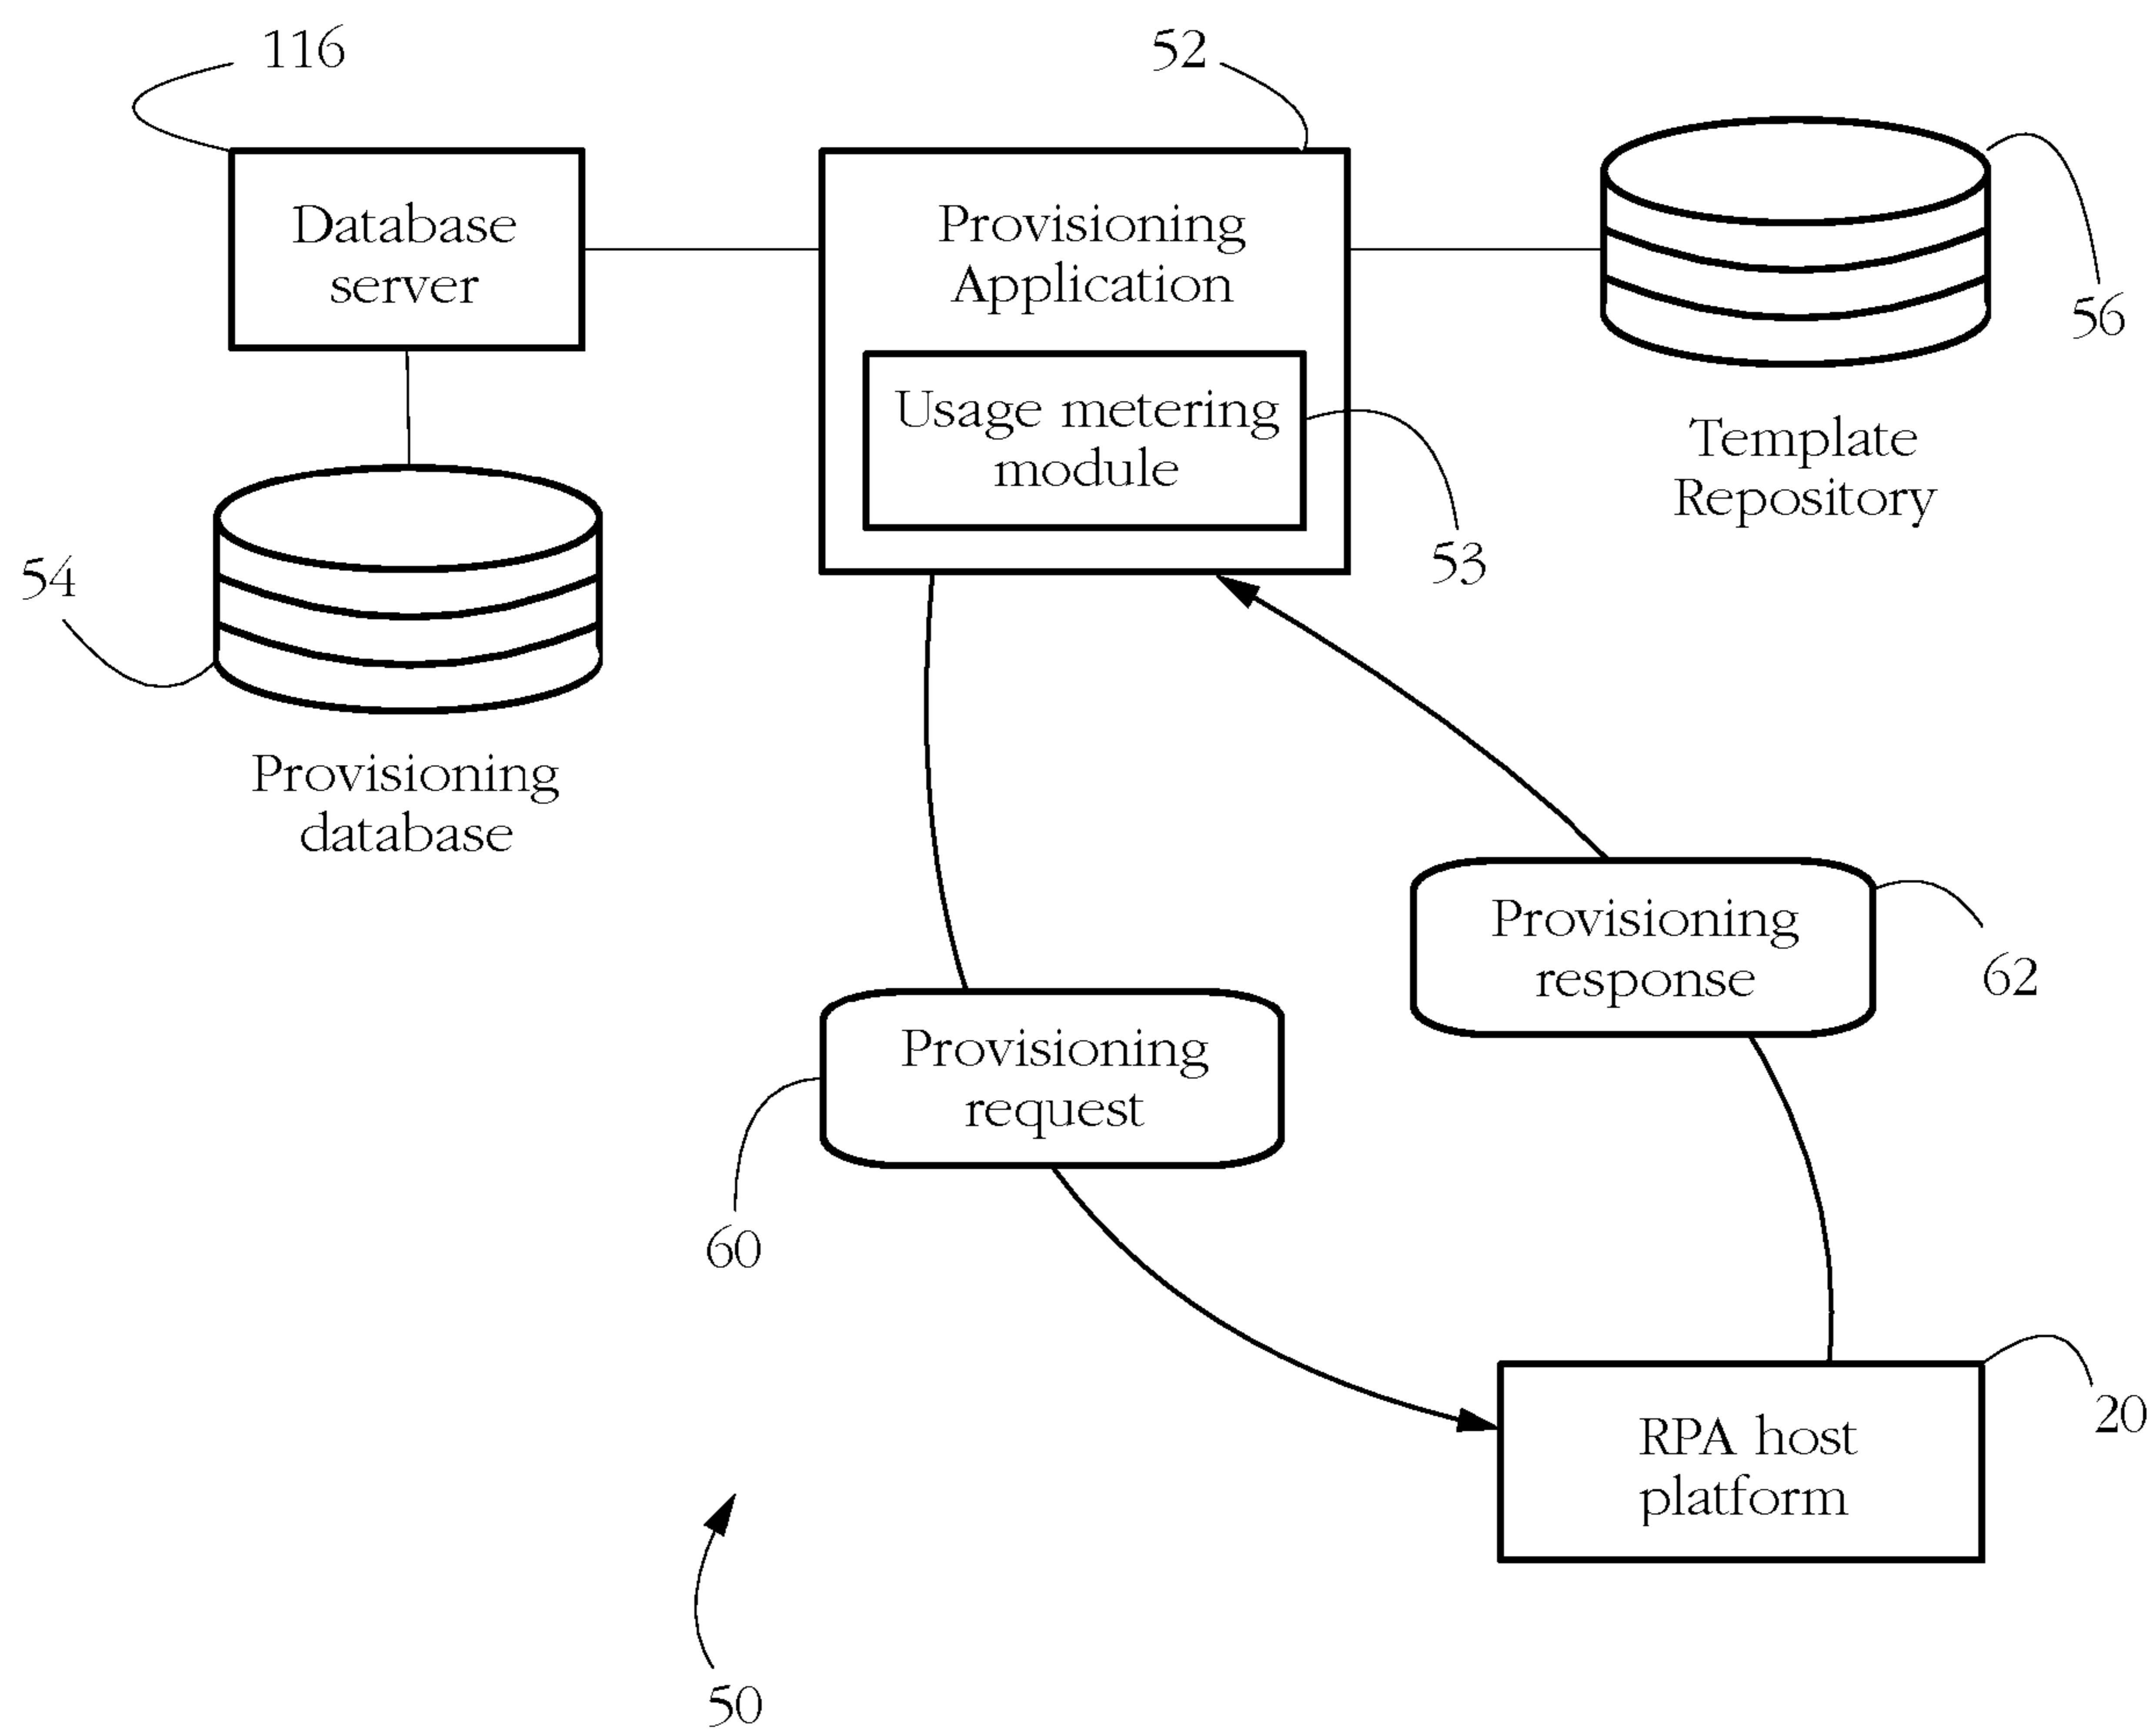 116
52
Database
server
Provisioning
Application
56
Usage metering
module
Template
Repository
53
54
Provisioning
database
Provisioning
response
62
Provisioning
request
60
20
RPA host
platform
50